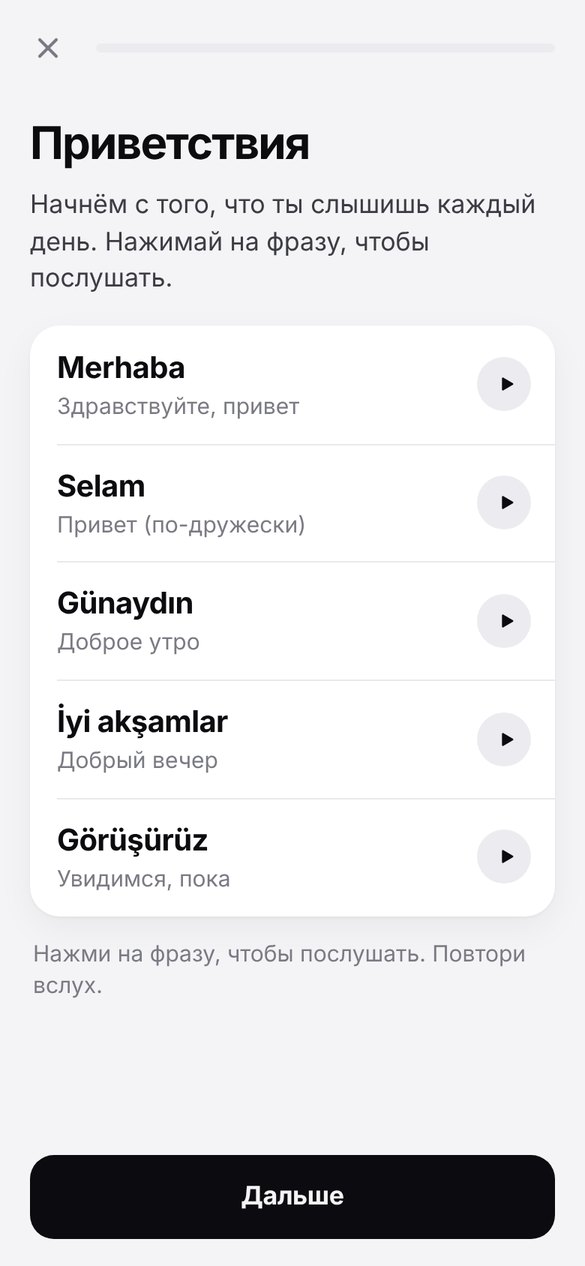 Приветствия
Начнём с того, что ты слышишь каждый
день. Нажимай на фразу, чтобы
послушать.
Merhaba
Здравствуйте, привет
Selam
Привет (по-дружески)
Günaydın
Доброе утро
İyi akşamlar
Добрый вечер
Görüşürüz
Увидимся, пока
Нажми на фразу, чтобы послушать. Повтори
вслух.
Дальше